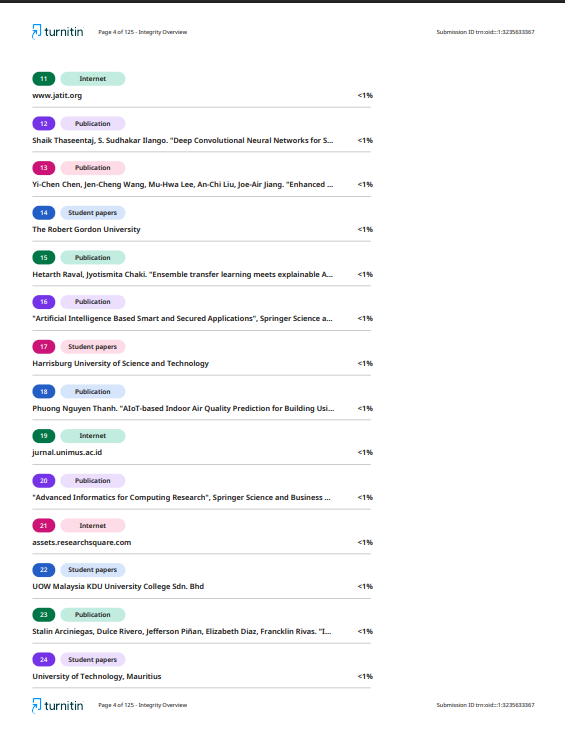 turnitin Page 4 of 125 - Integrity Overview Submission ID trn:oid:::1:3235633367
11 Internet
www.jatit.org <1%
12 Publication
Shaik Thaseentaj, S. Sudhakar Ilango. "Deep Convolutional Neural Networks for S... <1%
13 Publication
Yi-Chen Chen, Jen-Cheng Wang, Mu-Hwa Lee, An-Chi Liu, Joe-Air Jiang. "Enhanced ... <1%
14 Student papers
The Robert Gordon University <1%
15 Publication
Hetarth Raval, Jyotismita Chaki. "Ensemble transfer learning meets explainable A... <1%
16 Publication
"Artificial Intelligence Based Smart and Secured Applications", Springer Science a... <1%
17 Student papers
Harrisburg University of Science and Technology <1%
18 Publication
Phuong Nguyen Thanh. "AIoT-based Indoor Air Quality Prediction for Building Usi... <1%
19 Internet
jurnal.unimus.ac.id <1%
20 Publication
"Advanced Informatics for Computing Research", Springer Science and Business ... <1%
21 Internet
assets.researchsquare.com <1%
22 Student papers
UOW Malaysia KDU University College Sdn. Bhd <1%
23 Publication
Stalin Arciniegas, Dulce Rivero, Jefferson Piñan, Elizabeth Diaz, Francklin Rivas. "I... <1%
24 Student papers
University of Technology, Mauritius <1%
turnitin Page 4 of 125 - Integrity Overview Submission ID trn:oid:::1:3235633367